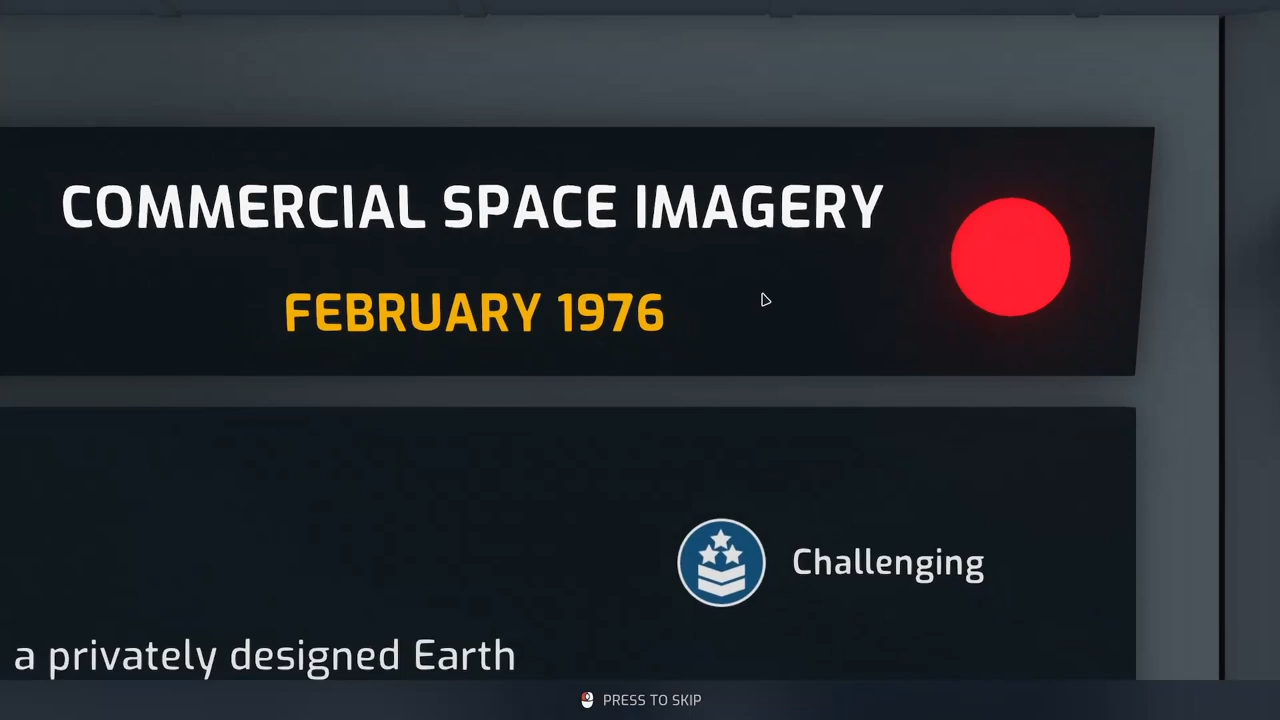 COMMERCIAL SPACE IMAGERY
FEBRUARY 1976
Challenging
a privately designed Earth
PRESS TO SKIP